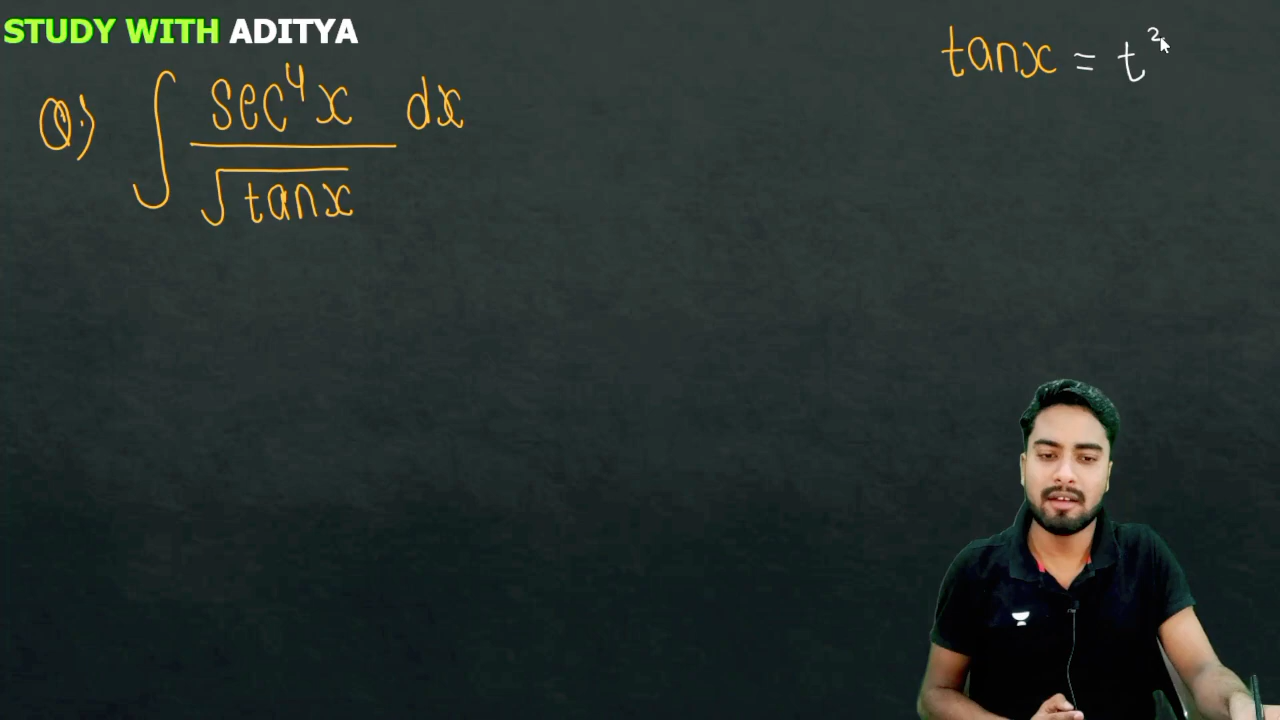 STUDY WITH ADITYA
tanx = t²
Q:) ∫ sec⁴x / √tanx dx